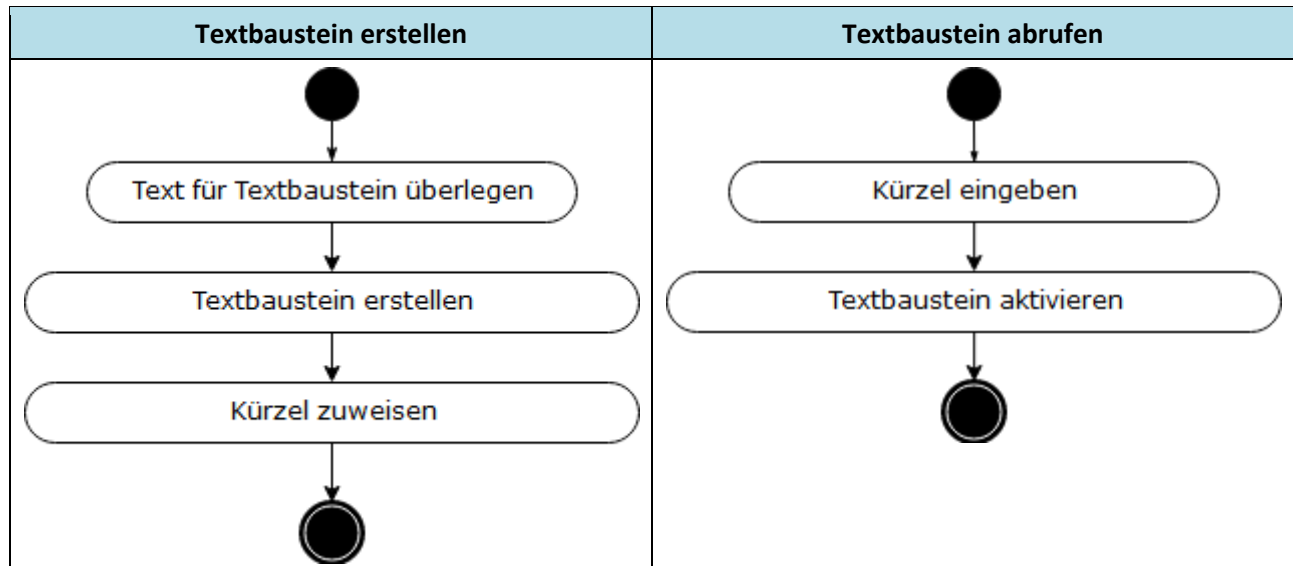 Textbaustein erstellen
Textbaustein abrufen
Text für Textbaustein überlegen
Textbaustein erstellen
Kürzel zuweisen
Kürzel eingeben
Textbaustein aktivieren